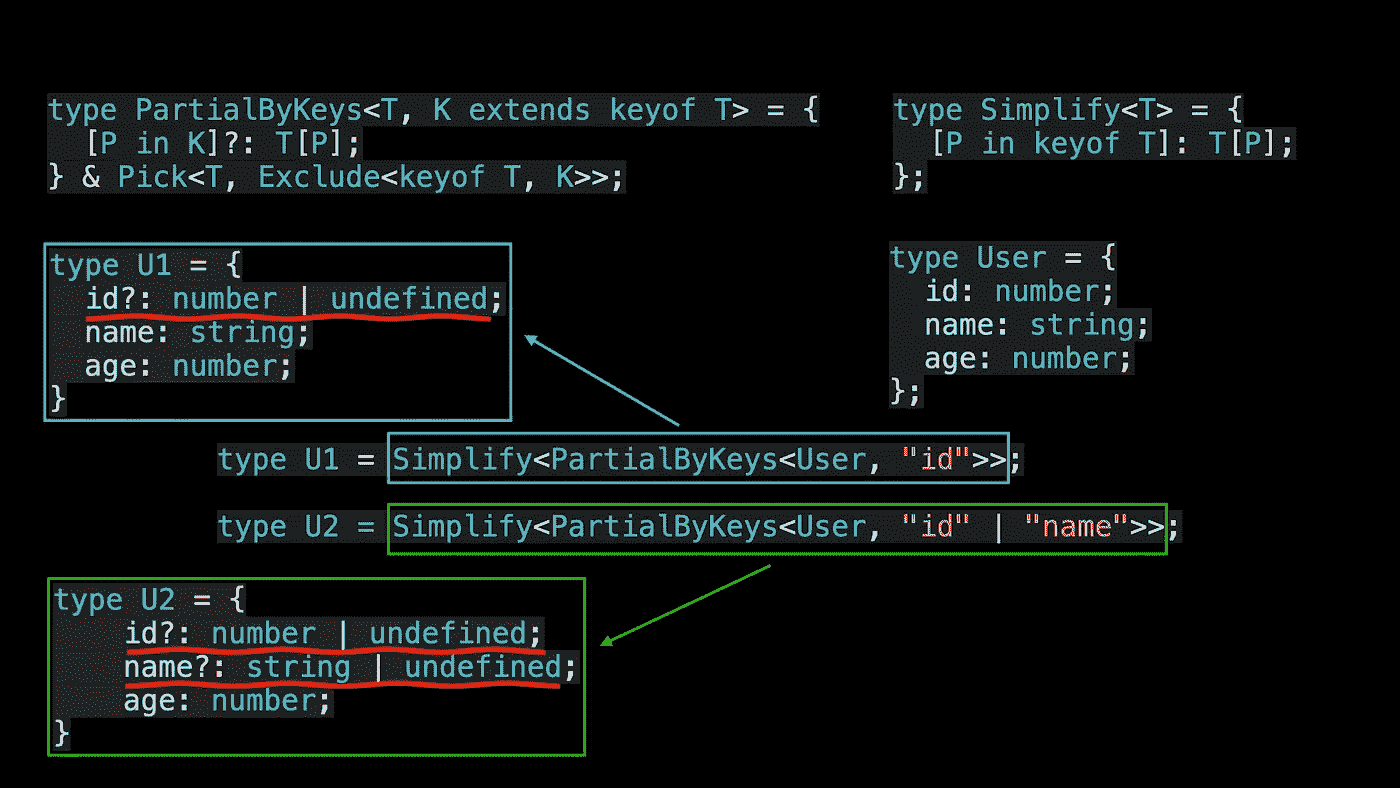 type PartialByKeys<T, K extends keyof T> = {
  [P in K]?: T[P];
} & Pick<T, Exclude<keyof T, K>>;
type Simplify<T> = {
  [P in keyof T]: T[P];
};
type U1 = {
  id?: number | undefined;
  name: string;
  age: number;
}
type User = {
  id: number;
  name: string;
  age: number;
};
type U1 = Simplify<PartialByKeys<User, "id">>;
type U2 = Simplify<PartialByKeys<User, "id" | "name">>;
type U2 = {
    id?: number | undefined;
    name?: string | undefined;
    age: number;
}